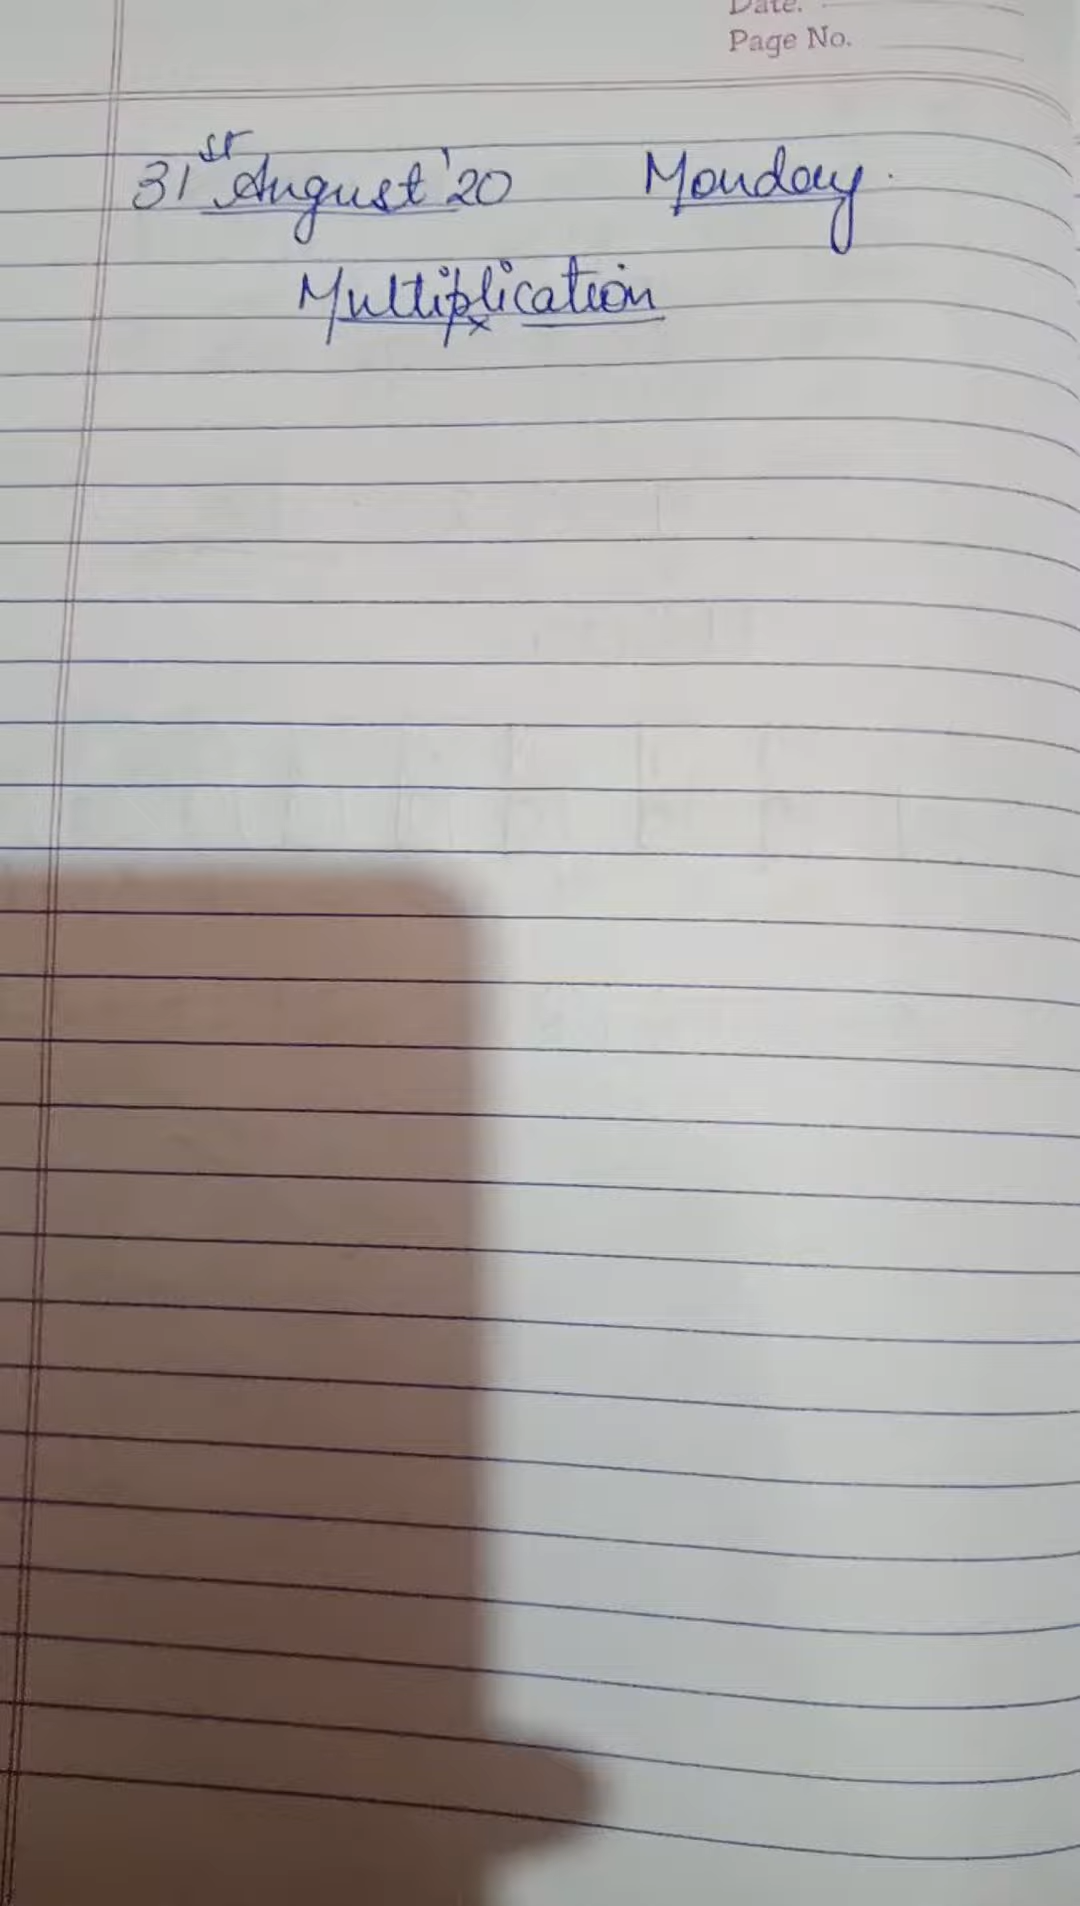 Date.
Page No.
31st August '20 Monday.
Multiplication
x